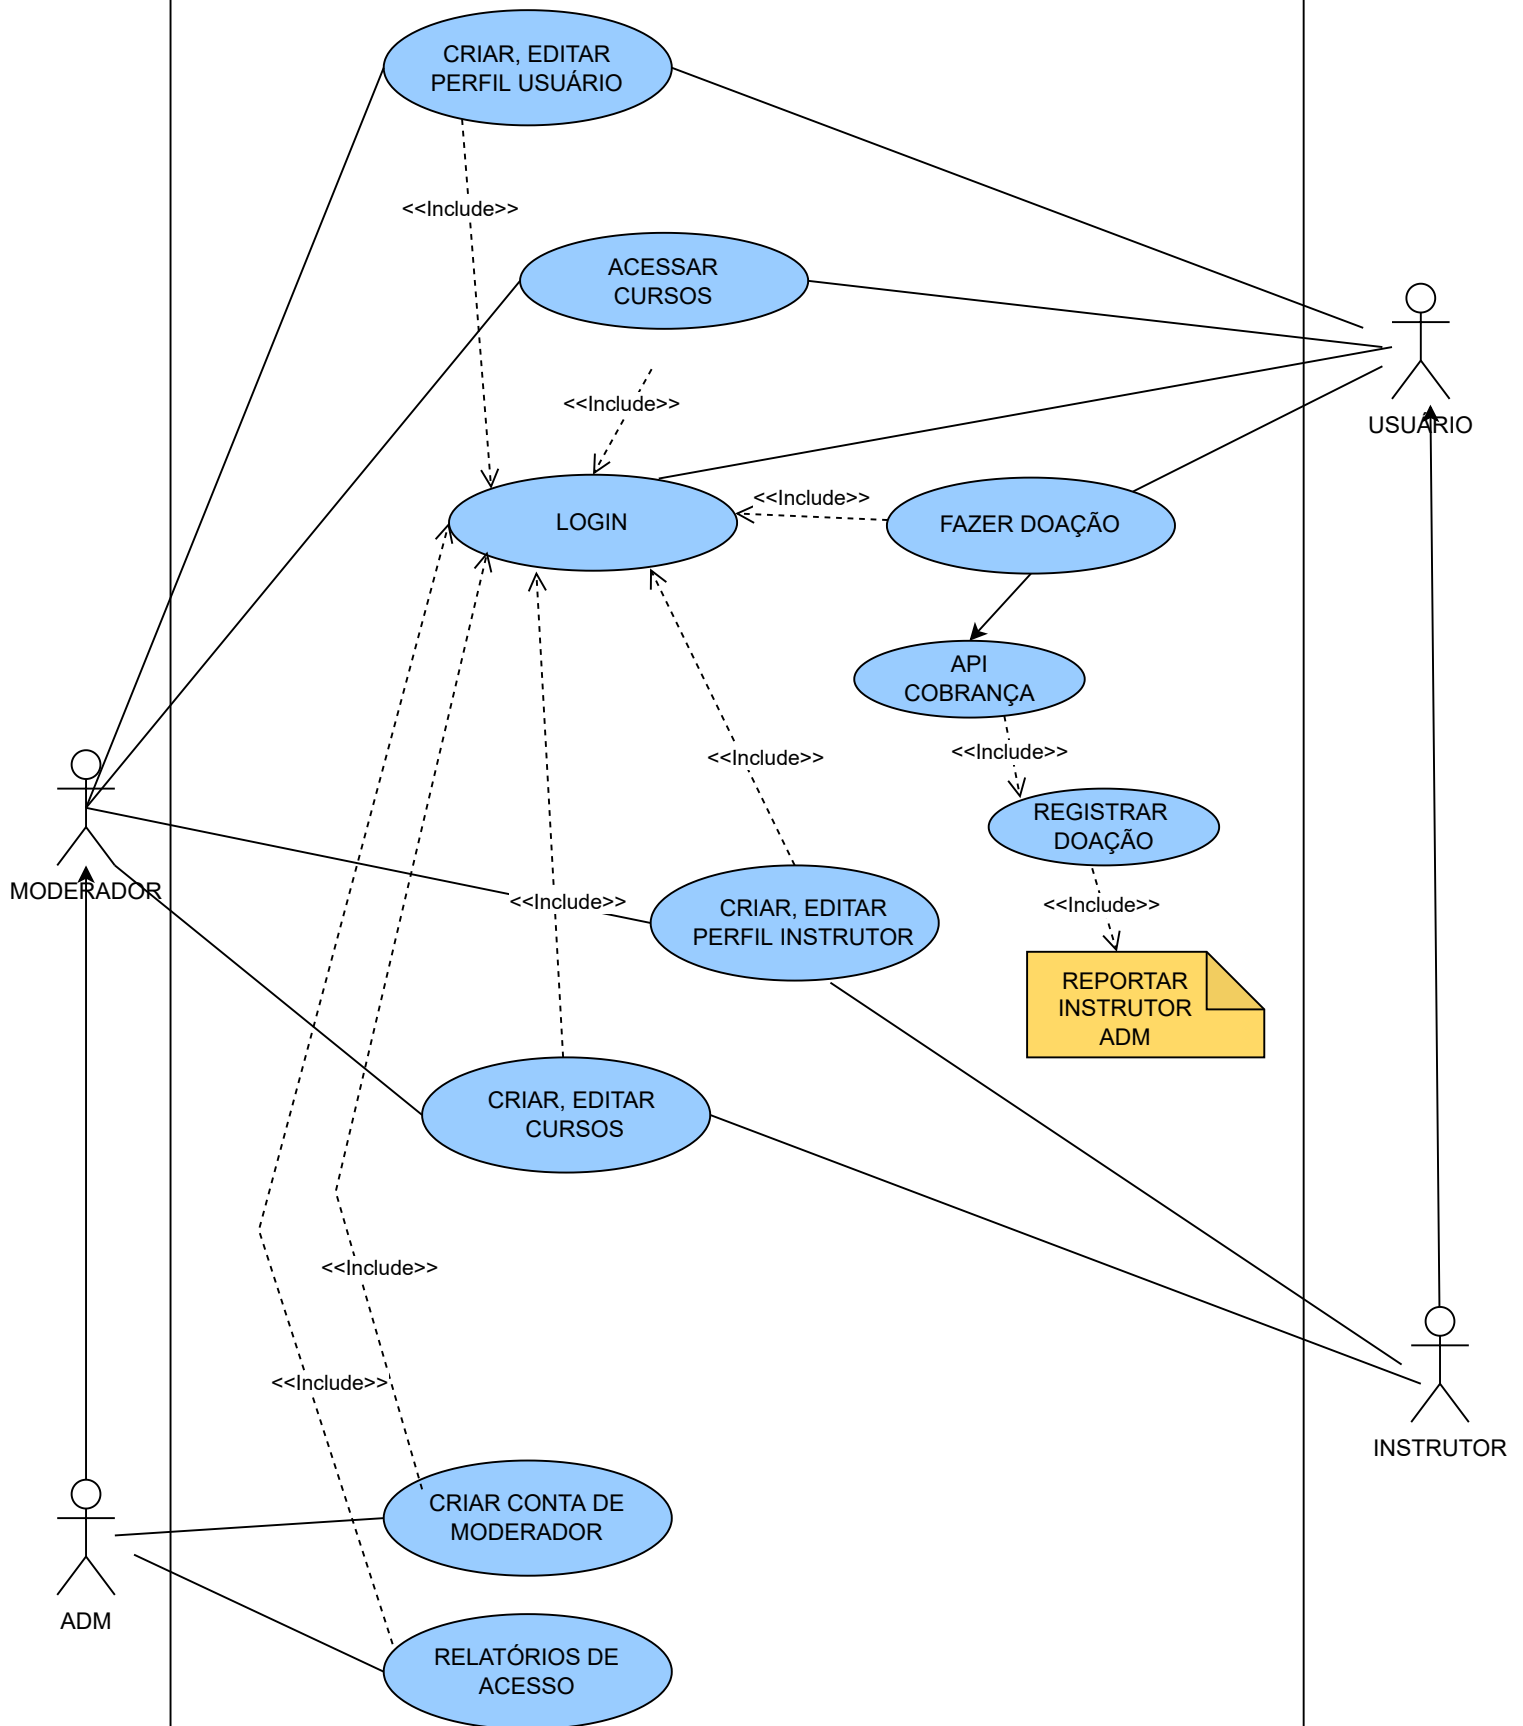 CRIAR, EDITAR
PERFIL USUÁRIO
<<Include>>
ACESSAR
CURSOS
<<Include>>
USUÁRIO
<<Include>>
LOGIN
FAZER DOAÇÃO
API
COBRANÇA
<<Include>>
<<Include>>
REGISTRAR
DOAÇÃO
MODERADOR
<<Include>>
<<Include>>
CRIAR, EDITAR
PERFIL INSTRUTOR
REPORTAR
INSTRUTOR
ADM
CRIAR, EDITAR
CURSOS
<<Include>>
<<Include>>
INSTRUTOR
CRIAR CONTA DE
MODERADOR
ADM
RELATÓRIOS DE
ACESSO